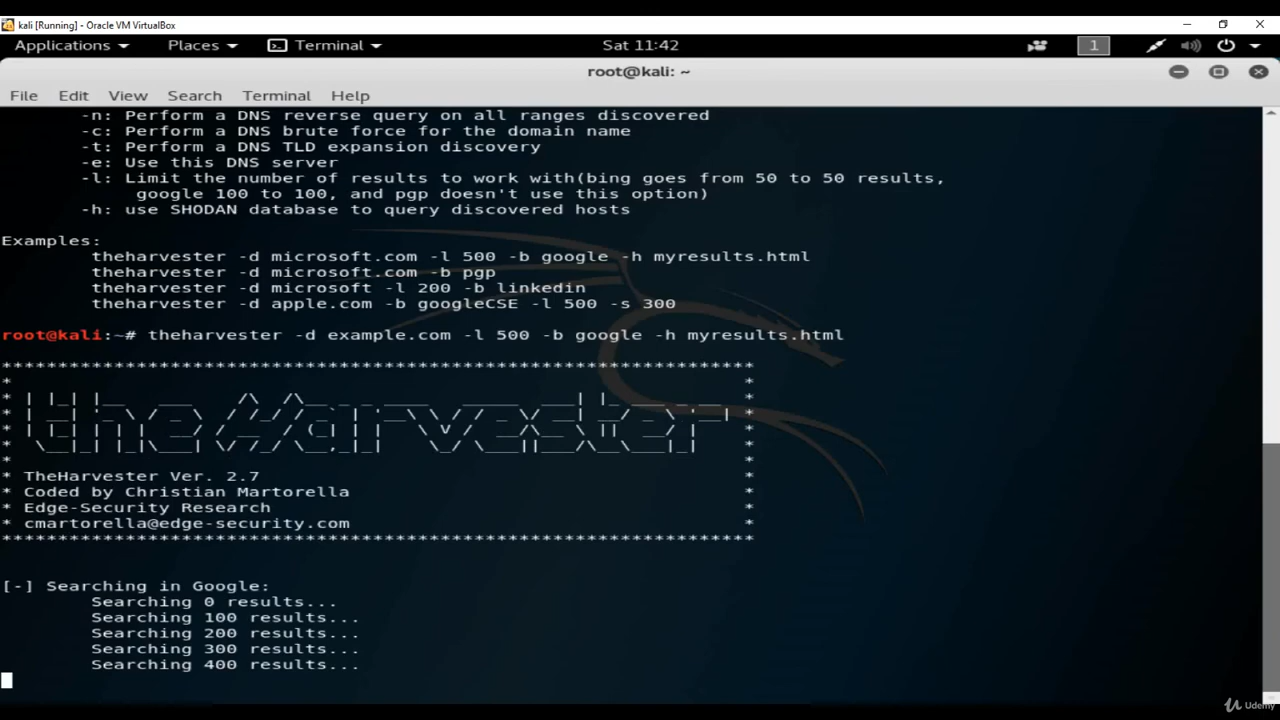 kali [Running] - Oracle VM VirtualBox
Applications Places Terminal Sat 11:42 1
root@kali: ~
File Edit View Search Terminal Help
-n: Perform a DNS reverse query on all ranges discovered
-c: Perform a DNS brute force for the domain name
-t: Perform a DNS TLD expansion discovery
-e: Use this DNS server
-l: Limit the number of results to work with(bing goes from 50 to 50 results,
google 100 to 100, and pgp doesn't use this option)
-h: use SHODAN database to query discovered hosts
Examples:
theharvester -d microsoft.com -l 500 -b google -h myresults.html
theharvester -d microsoft.com -b pgp
theharvester -d microsoft -l 200 -b linkedin
theharvester -d apple.com -b googleCSE -l 500 -s 300
root@kali:~# theharvester -d example.com -l 500 -b google -h myresults.html
*******************************************************************
theHarvester
* TheHarvester Ver. 2.7 *
* Coded by Christian Martorella *
* Edge-Security Research *
* cmartorella@edge-security.com *
*******************************************************************
[-] Searching in Google:
Searching 0 results...
Searching 100 results...
Searching 200 results...
Searching 300 results...
Searching 400 results...
Udemy